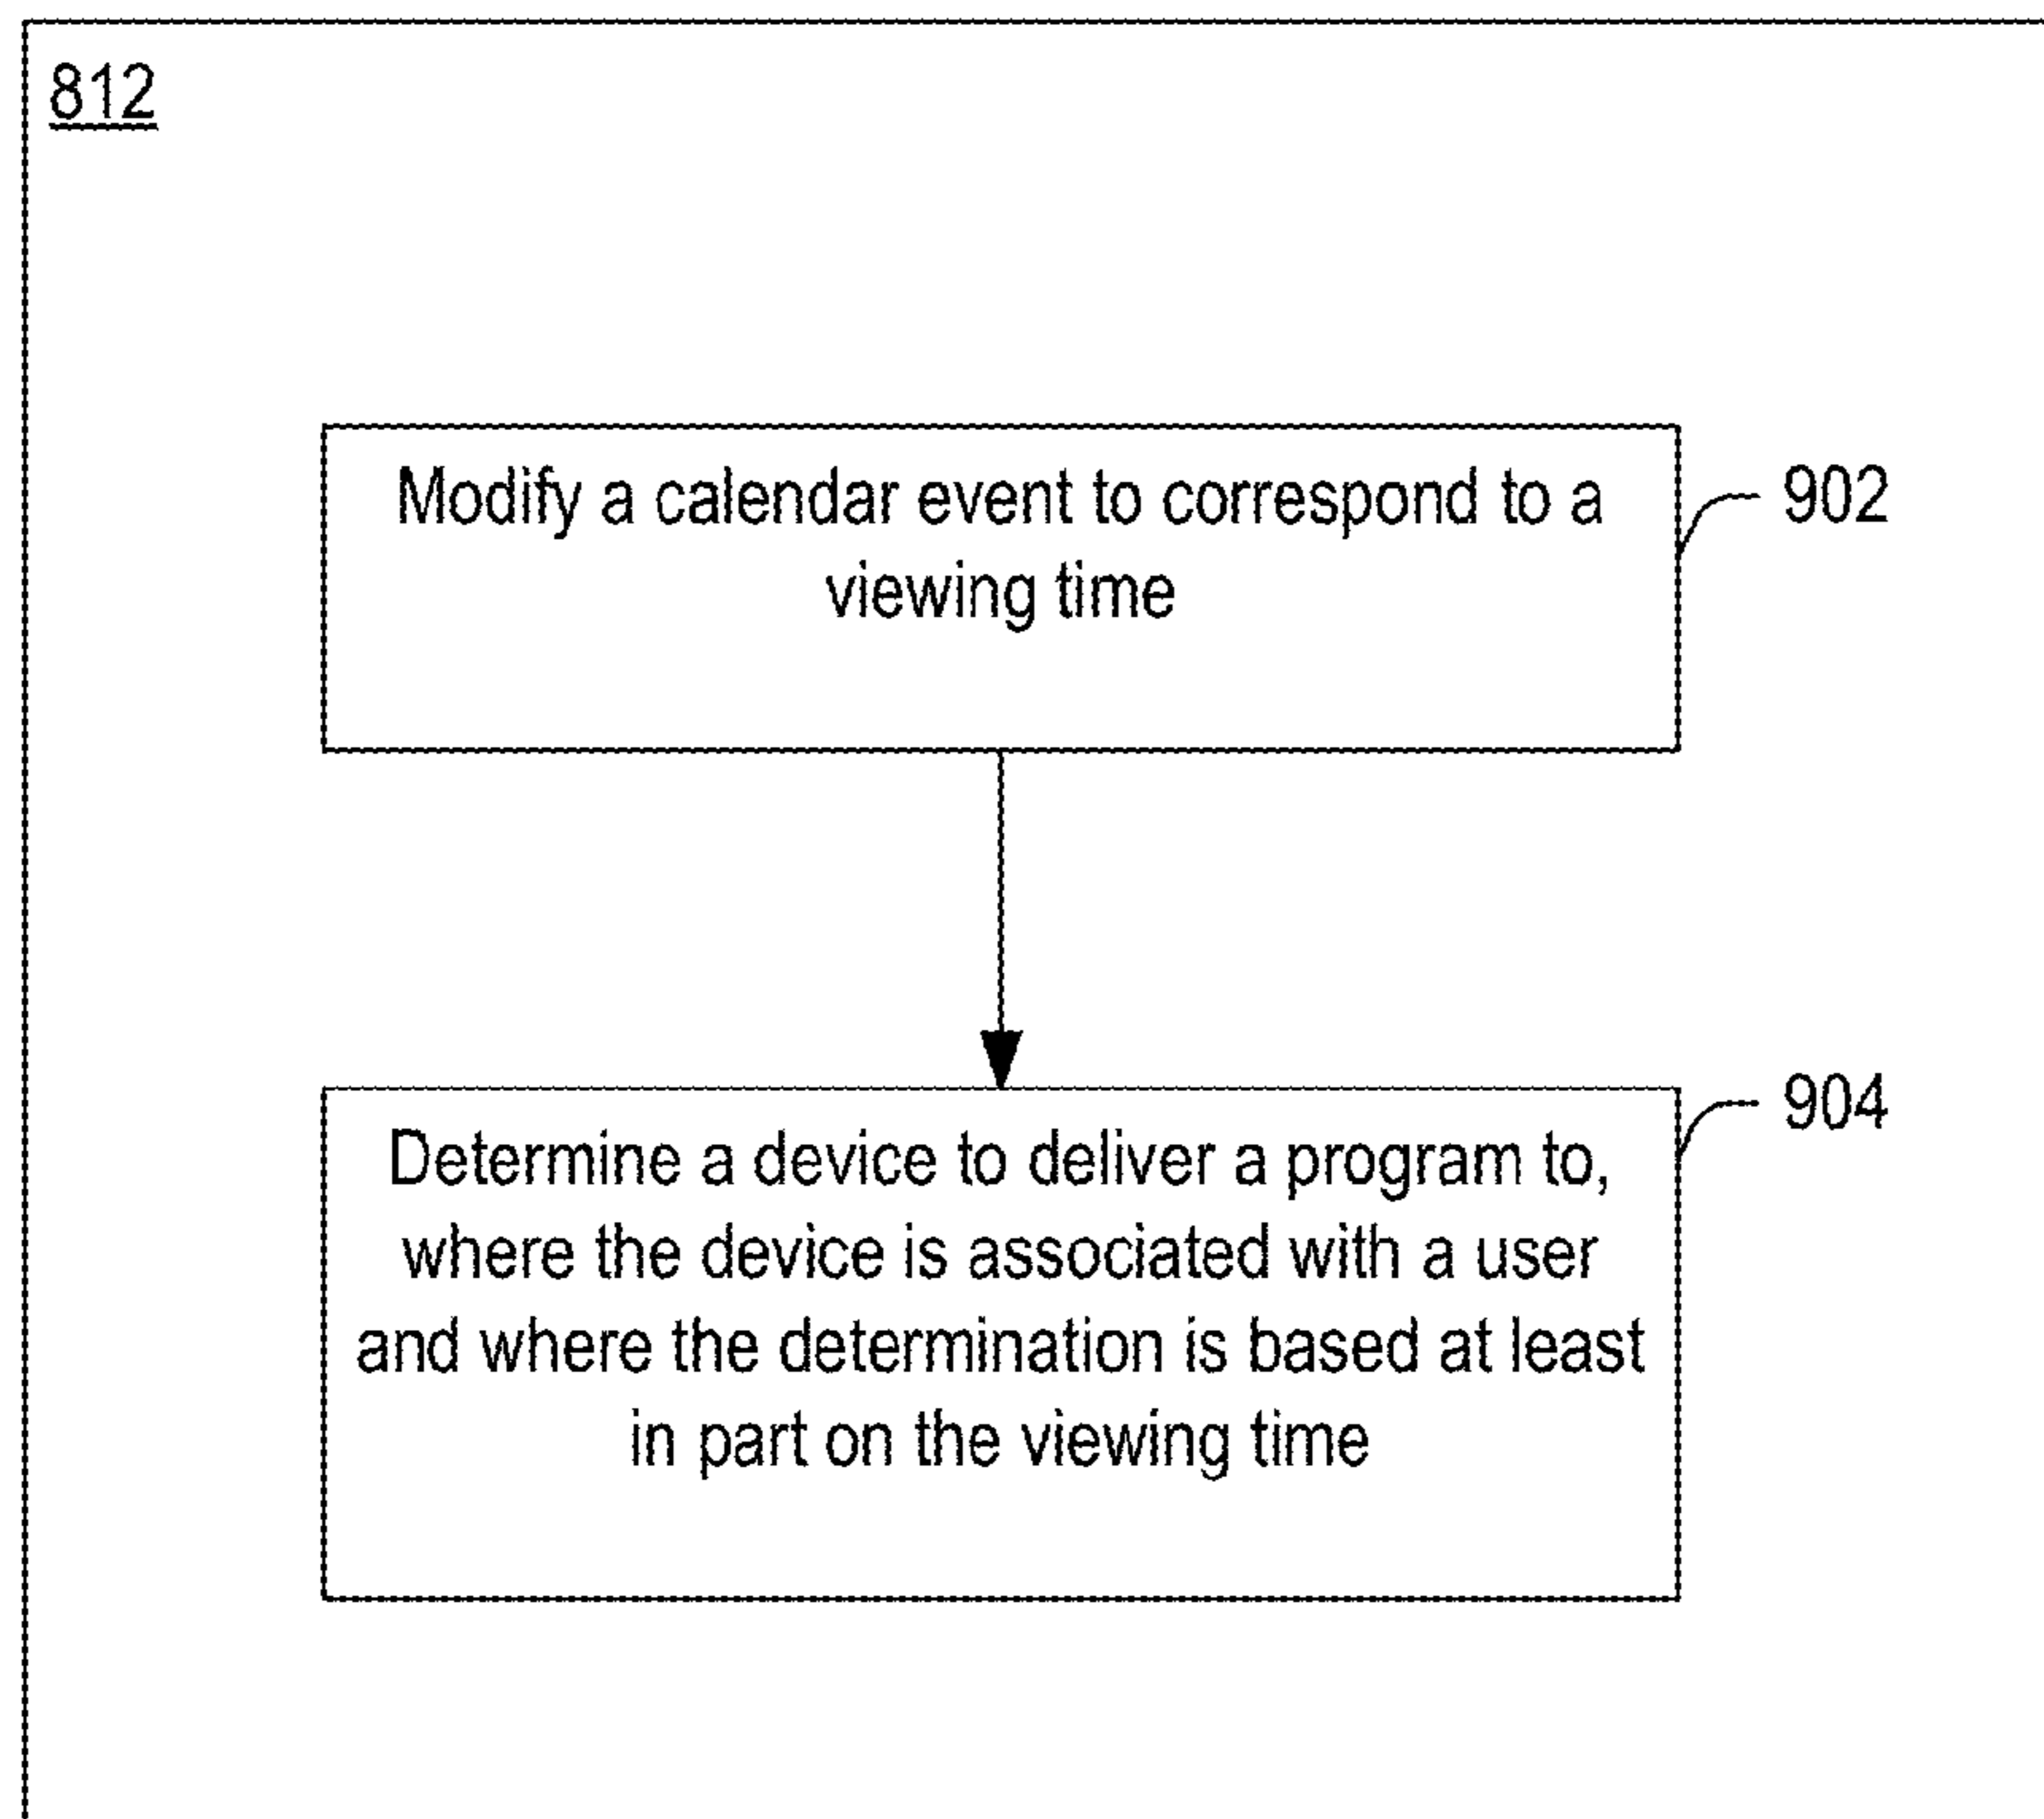 812
Modify a calendar event to correspond to a
viewing time
902
Determine a device to deliver a program to,
where the device is associated with a user
and where the determination is based at least
in part on the viewing time
904